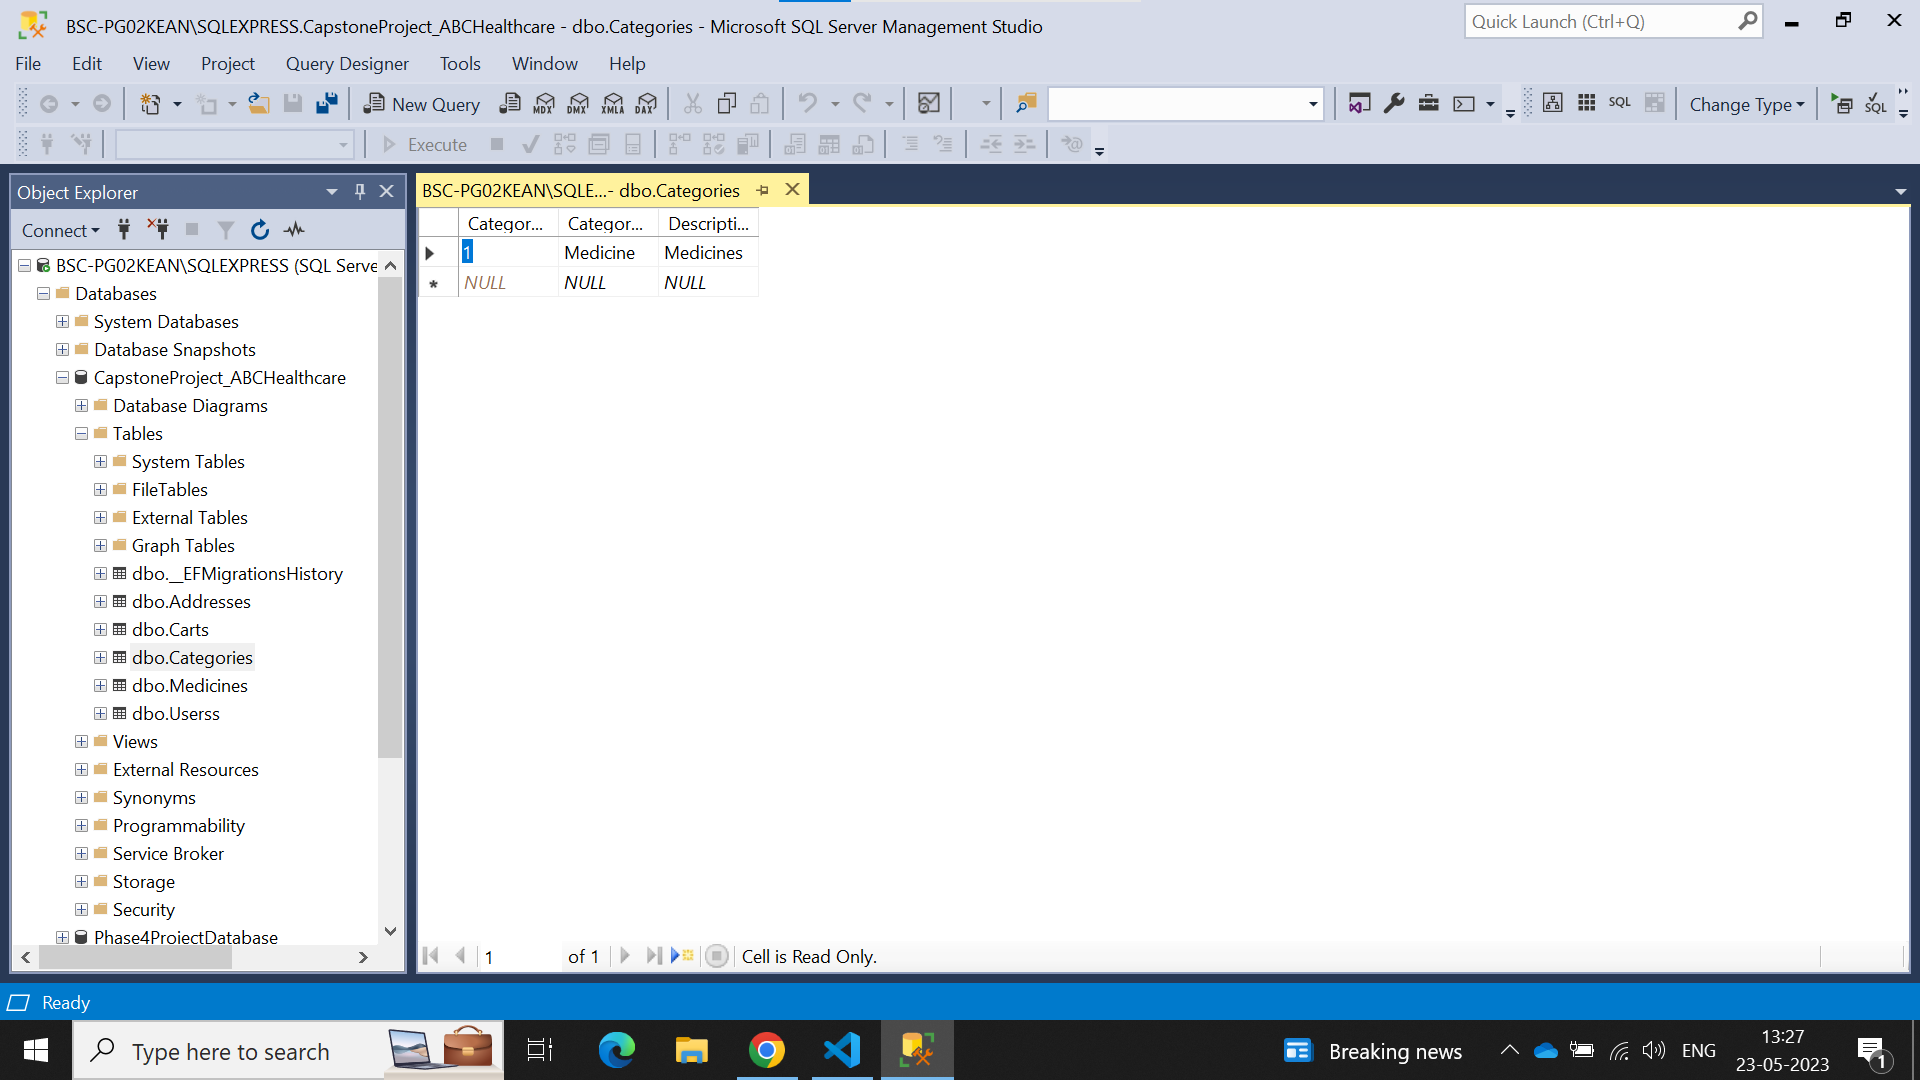 BSC-PG02KEAN\SQLEXPRESS.CapstoneProject_ABCHealthcare - dbo.Categories - Microsoft SQL Server Management Studio
Quick Launch (Ctrl+Q)
File Edit View Project Query Designer Tools Window Help
New Query MDX DMX XMLA DAX SQL Change Type SQL
Execute
Object Explorer
Connect
BSC-PG02KEAN\SQLEXPRESS (SQL Serve
Databases
System Databases
Database Snapshots
CapstoneProject_ABCHealthcare
Database Diagrams
Tables
System Tables
FileTables
External Tables
Graph Tables
dbo.__EFMigrationsHistory
dbo.Addresses
dbo.Carts
dbo.Categories
dbo.Medicines
dbo.Userss
Views
External Resources
Synonyms
Programmability
Service Broker
Storage
Security
Phase4ProjectDatabase
BSC-PG02KEAN\SQLE...- dbo.Categories
Categor... Categor... Descripti...
1 Medicine Medicines
NULL NULL NULL
1 of 1 Cell is Read Only.
Ready
Type here to search
Breaking news
ENG
13:27
23-05-2023
1